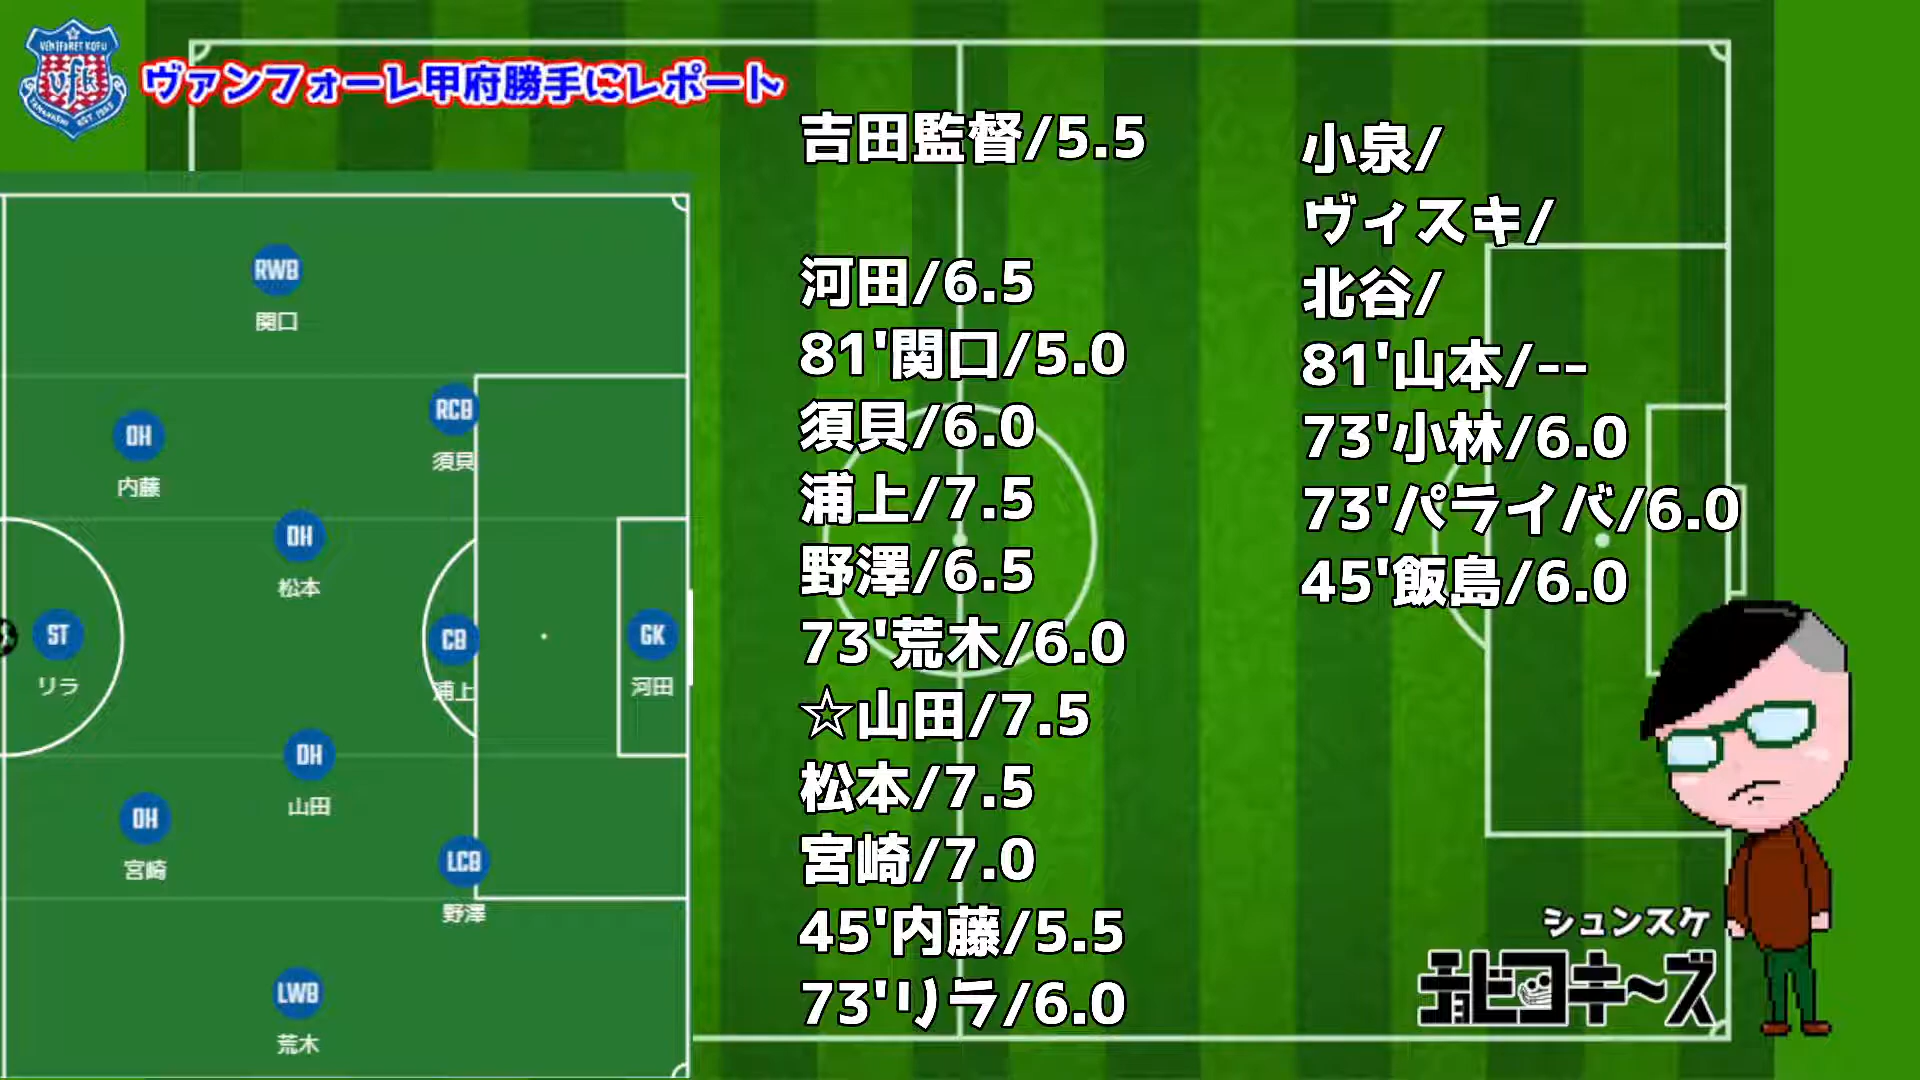 VENTFORET KOFU
vfk
ヴァンフォーレ甲府勝手にレポート
RWB
関口
RCB
須貝
DH
内藤
DH
松本
ST
リラ
CB
浦上
GK
河田
DH
山田
DH
宮崎
LCB
野澤
LWB
荒木
吉田監督/5.5
河田/6.5
81'関口/5.0
須貝/6.0
浦上/7.5
野澤/6.5
73'荒木/6.0
☆山田/7.5
松本/7.5
宮崎/7.0
45'内藤/5.5
73'リラ/6.0
小泉/
ヴィスキ/
北谷/
81'山本/--
73'小林/6.0
73'パライバ/6.0
45'飯島/6.0
シュンスケ